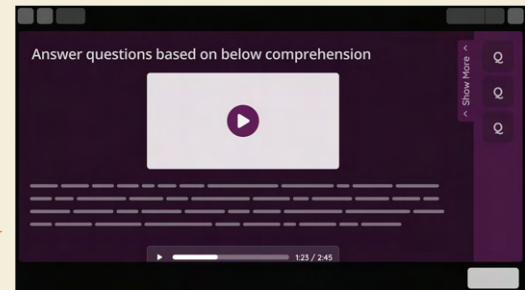 Answer questions based on below comprehension
Show More
Q
Q
Q
1:23 / 2:45